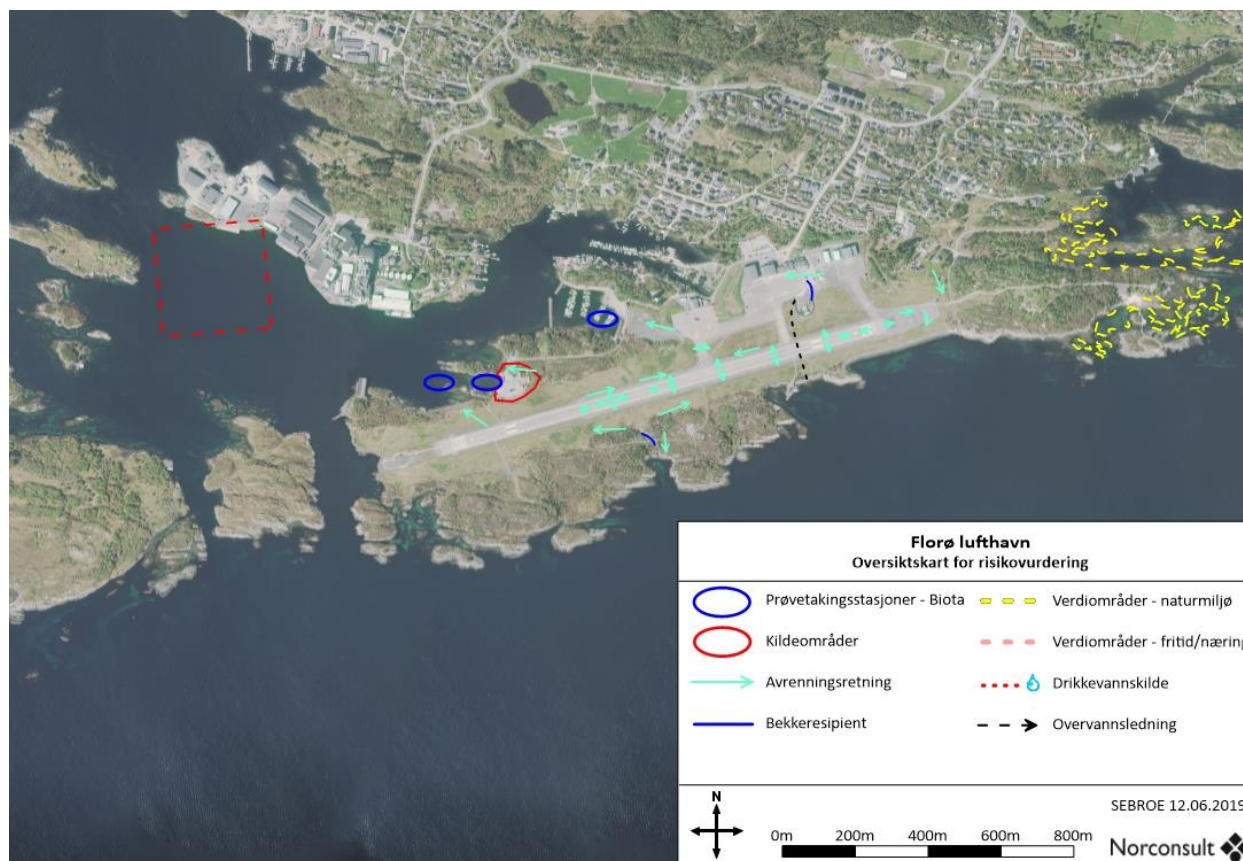 Florø lufthavn
Oversiktskart for risikovurdering
Prøvetakingsstasjoner - Biota
Verdiområder - naturmiljø
Kildeområder
Verdiområder - fritid/næring
Avrenningsretning
Drikkevannskilde
Bekkeresipient
Overvannsledning
N
SEBROE 12.06.2019
0m 200m 400m 600m 800m
Norconsult